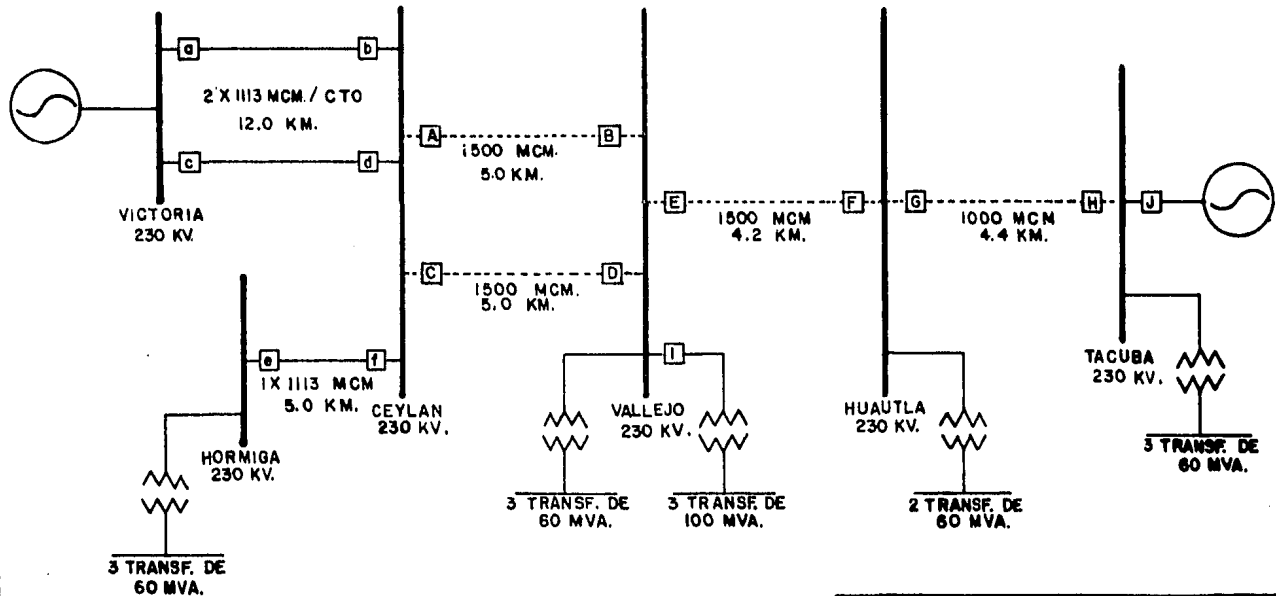 a
b
2 X 1113 MCM. / CTO
12.0 KM.
c
d
VICTORIA
230 KV.
A
B
1500 MCM.
5.0 KM.
E
F
1500 MCM
4.2 KM.
G
H
J
1000 MCM
4.4 KM.
C
D
1500 MCM.
5.0 KM.
e
f
1 X 1113 MCM
5.0 KM.
I
HORMIGA
230 KV.
CEYLAN
230 KV.
VALLEJO
230 KV.
HUAUTLA
230 KV.
TACUBA
230 KV.
3 TRANSF. DE
60 MVA.
3 TRANSF. DE
60 MVA.
3 TRANSF. DE
100 MVA.
2 TRANSF. DE
60 MVA.
3 TRANSF. DE
60 MVA.